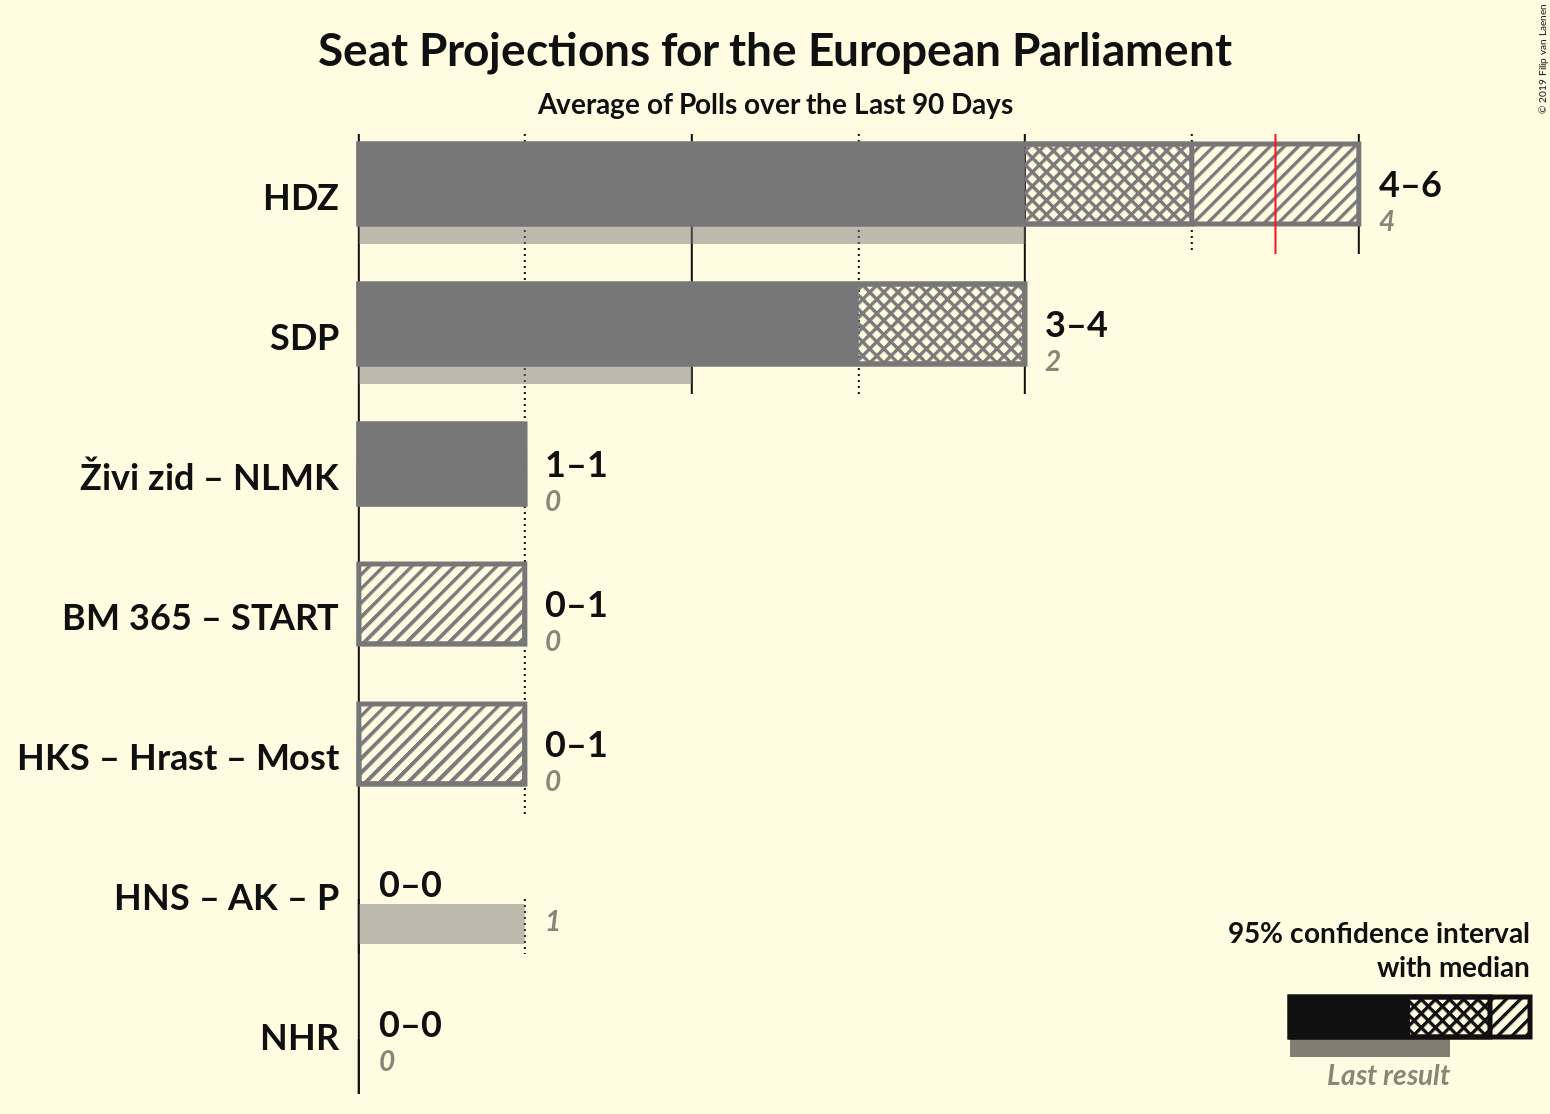 Seat Projections for the European Parliament
Average of Polls over the Last 90 Days
© 2019 Filip van Laenen
HDZ
4–6
4
SDP
3–4
2
Živi zid – NLMK
1–1
0
BM 365 – START
0–1
0
HKS – Hrast – Most
0–1
0
HNS – AK – P
0–0
1
NHR
0–0
0
95% confidence interval
with median
Last result